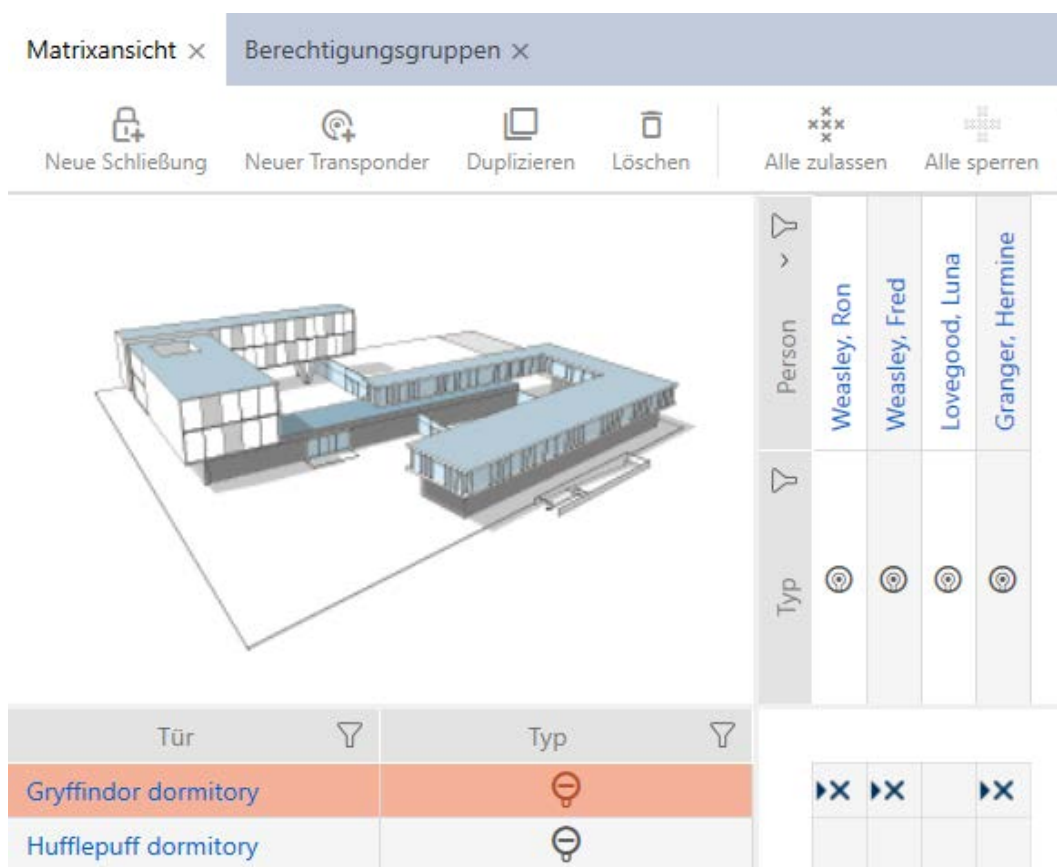 Matrixansicht ×
Berechtigungsgruppen ×
Neue Schließung
Neuer Transponder
Duplizieren
Löschen
Alle zulassen
Alle sperren
Person
Weasley, Ron
Weasley, Fred
Lovegood, Luna
Granger, Hermine
Typ
Tür
Typ
Gryffindor dormitory
Hufflepuff dormitory